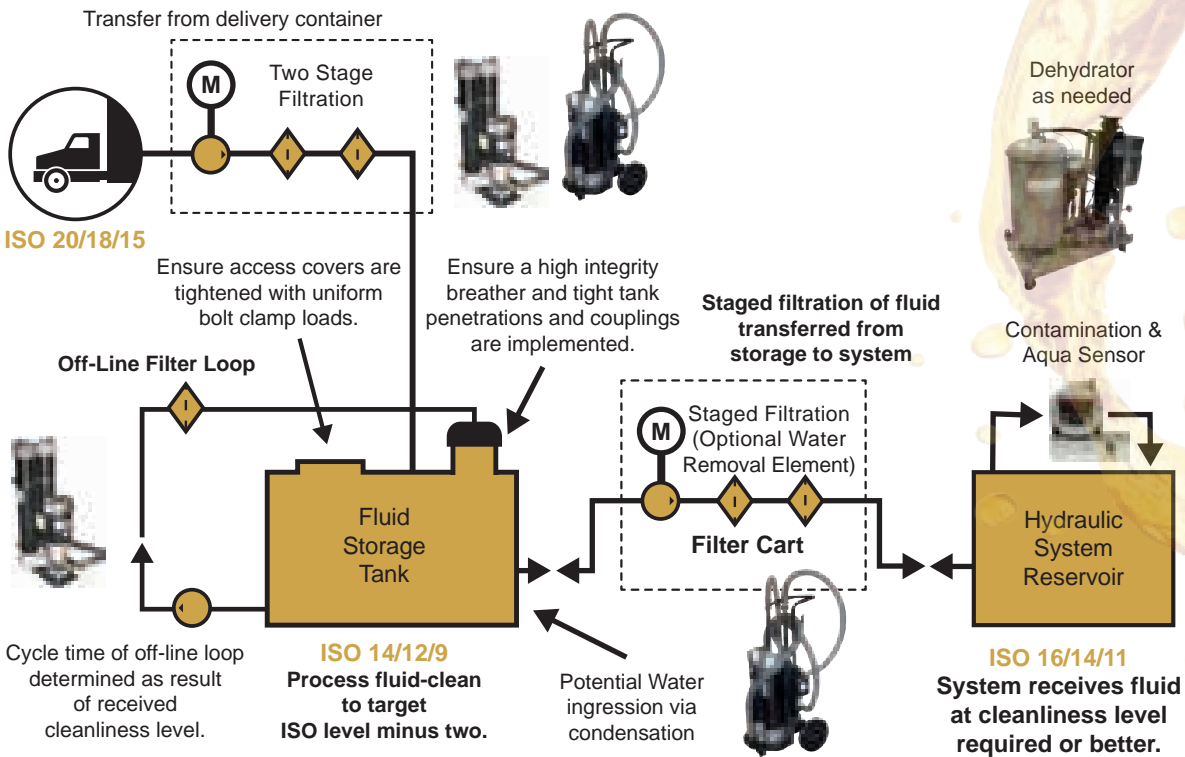 Transfer from delivery container
M
Two Stage
Filtration
ISO 20/18/15
Dehydrator
as needed
Ensure access covers are
tightened with uniform
bolt clamp loads.
Ensure a high integrity
breather and tight tank
penetrations and couplings
are implemented.
Staged filtration of fluid
transferred from
storage to system
Contamination &
Aqua Sensor
Off-Line Filter Loop
M
Staged Filtration
(Optional Water
Removal Element)
Filter Cart
Fluid
Storage
Tank
Hydraulic
System
Reservoir
Cycle time of off-line loop
determined as result
of received
cleanliness level.
ISO 14/12/9
Process fluid-clean
to target
ISO level minus two.
Potential Water
ingression via
condensation
ISO 16/14/11
System receives fluid
at cleanliness level
required or better.